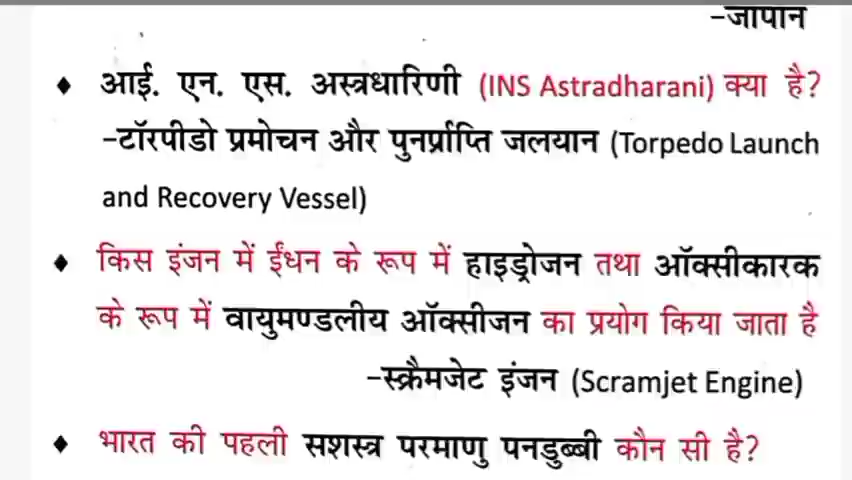 -जापान
♦ आई. एन. एस. अस्त्रधारिणी (INS Astradharani) क्या है?
-टॉरपीडो प्रमोचन और पुनर्प्राप्ति जलयान (Torpedo Launch
and Recovery Vessel)
♦ किस इंजन में ईंधन के रूप में हाइड्रोजन तथा ऑक्सीकारक
के रूप में वायुमण्डलीय ऑक्सीजन का प्रयोग किया जाता है
-स्क्रैमजेट इंजन (Scramjet Engine)
♦ भारत की पहली सशस्त्र परमाणु पनडुब्बी कौन सी है?